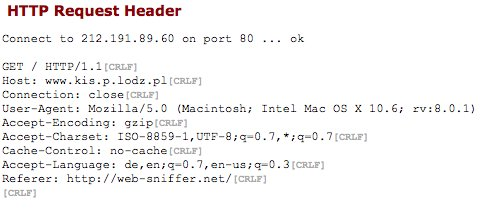 HTTP Request Header
Connect to 212.191.89.60 on port 80 ... ok
GET / HTTP/1.1[CRLF]
Host: www.kis.p.lodz.pl[CRLF]
Connection: close[CRLF]
User-Agent: Mozilla/5.0 (Macintosh; Intel Mac OS X 10.6; rv:8.0.1)
Accept-Encoding: gzip[CRLF]
Accept-Charset: ISO-8859-1,UTF-8;q=0.7,*;q=0.7[CRLF]
Cache-Control: no-cache[CRLF]
Accept-Language: de,en;q=0.7,en-us;q=0.3[CRLF]
Referer: http://web-sniffer.net/[CRLF]
[CRLF]